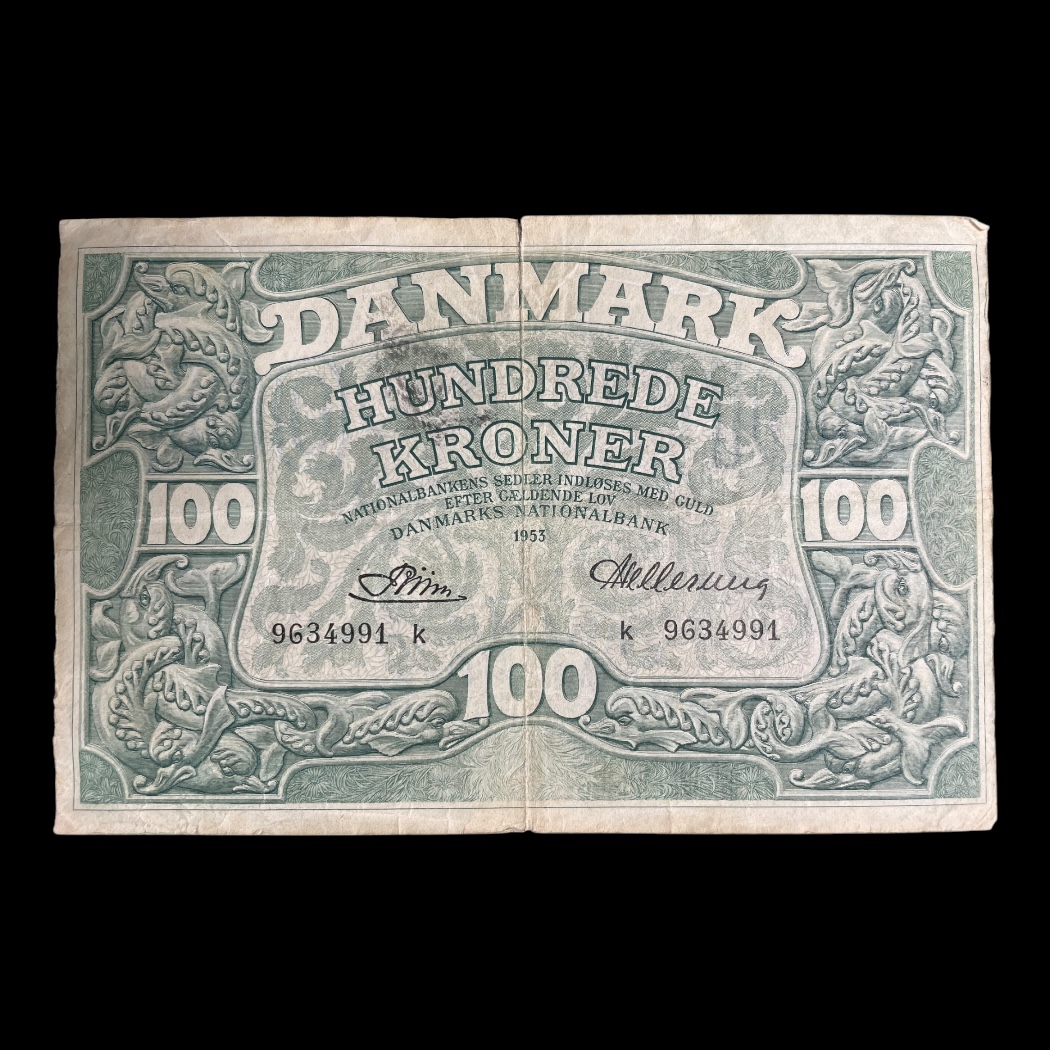 DANMARK
HUNDREDE
KRONER
NATIONALBANKENS SEDLER INDLØSES MED GULD
EFTER GÆLDENDE LOV
DANMARKS NATIONALBANK
1953
100 100
9634991 k k 9634991
100